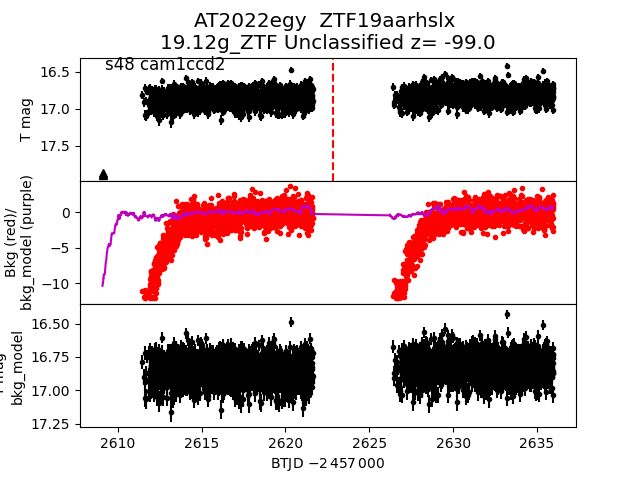 AT2022egy  ZTF19aarhslx
19.12g_ZTF Unclassified z= -99.0
s48 cam1ccd2
T mag
16.5
17.0
17.5
Bkg (red)/
bkg_model (purple)
0
−5
−10
bkg_model
16.50
16.75
17.00
17.25
2610
2615
2620
2625
2630
2635
BTJD −2 457 000